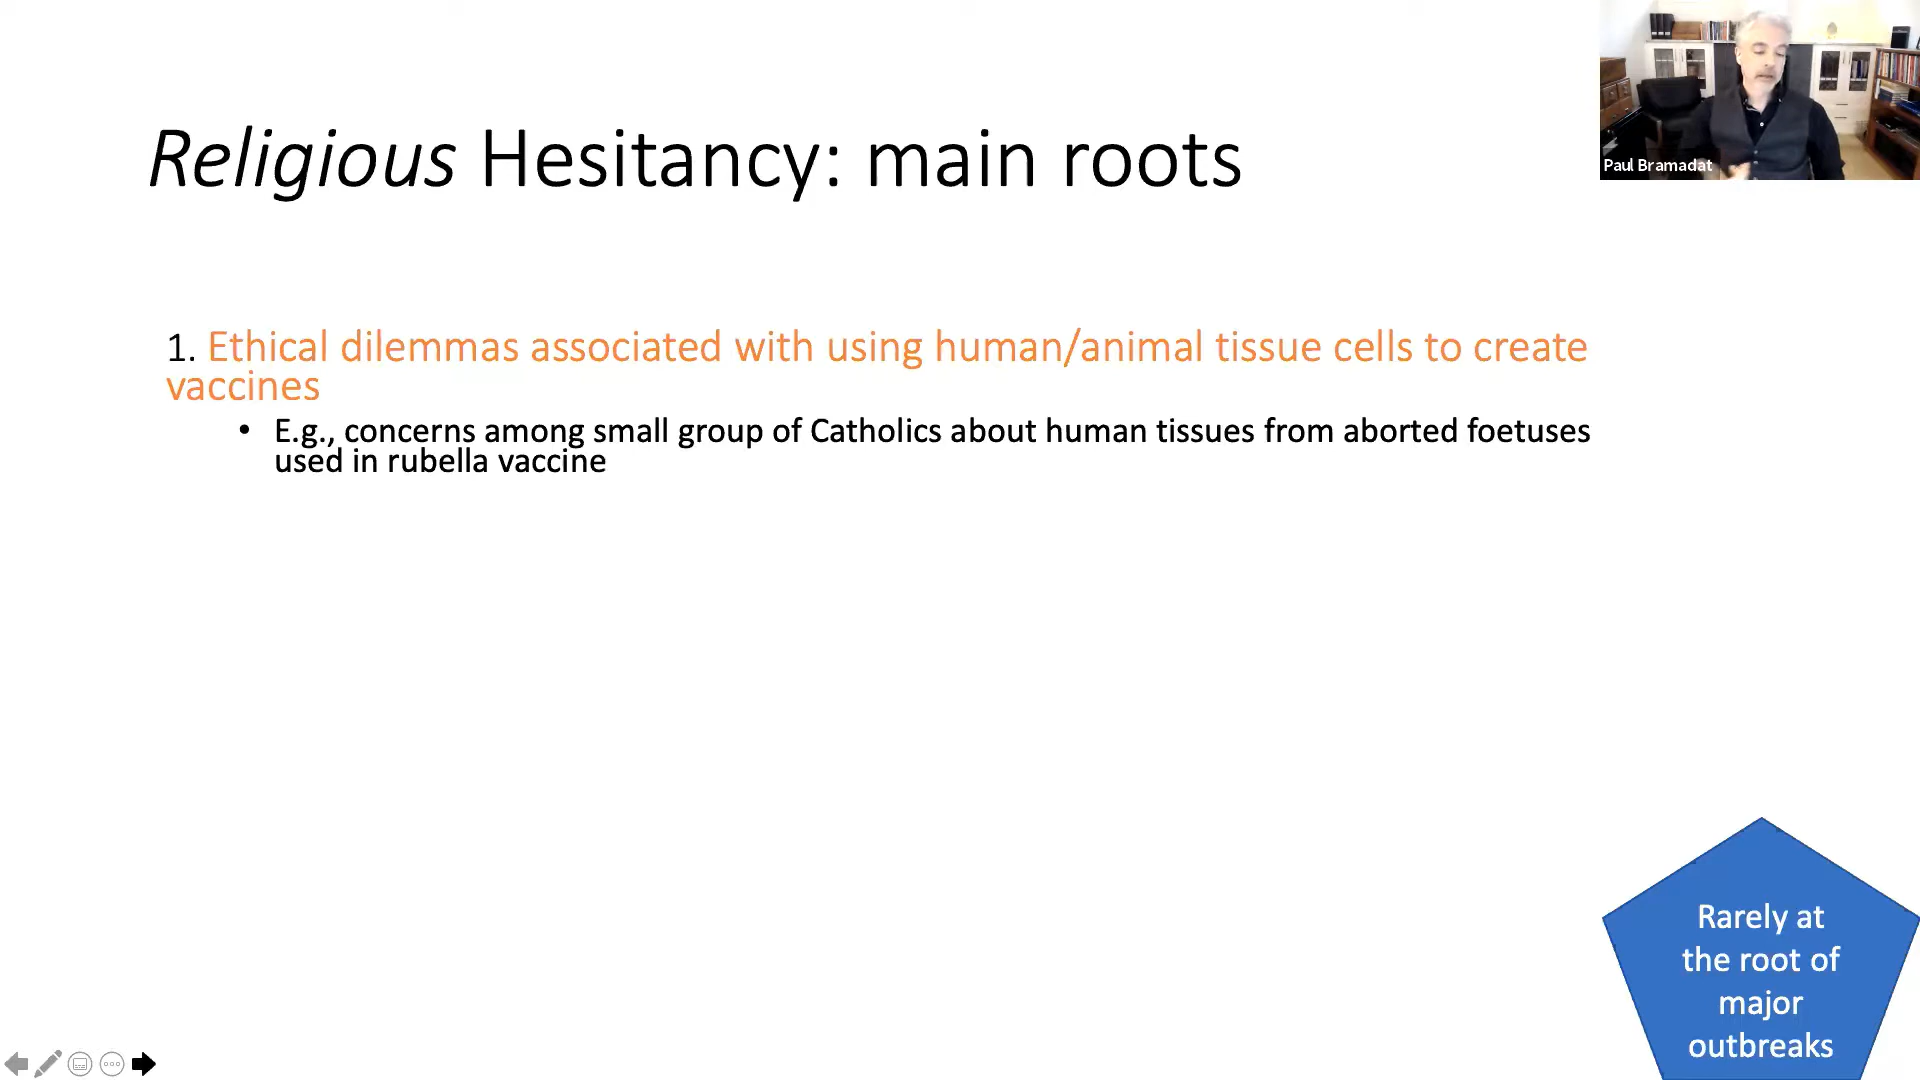 Religious Hesitancy: main roots
Paul Bramadat
1. Ethical dilemmas associated with using human/animal tissue cells to create
vaccines
• E.g., concerns among small group of Catholics about human tissues from aborted foetuses
used in rubella vaccine
Rarely at
the root of
major
outbreaks